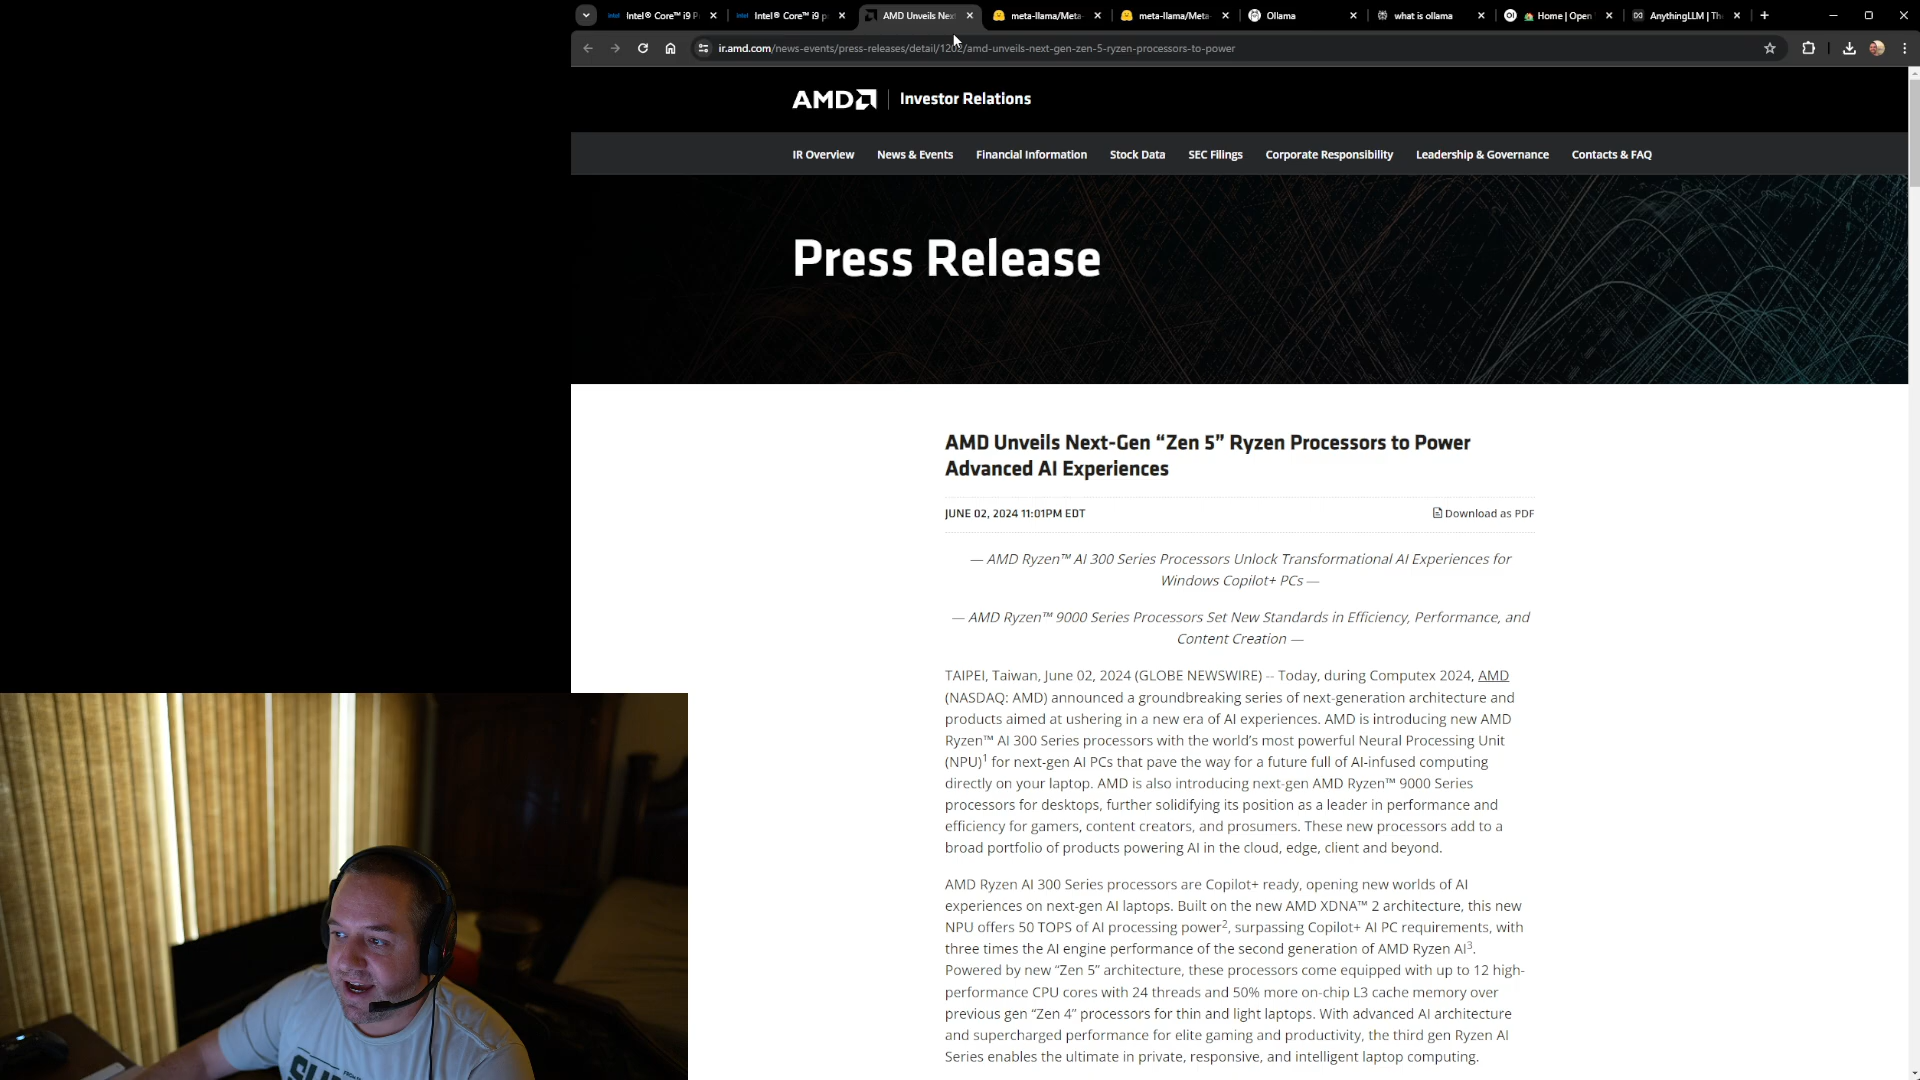 Intel® Core™ i9 P
Intel® Core™ i9 p
AMD Unveils Nex
meta-llama/Meta-
meta-llama/Meta-
Ollama
what is ollama
Home | Open
AnythingLLM | Th
ir.amd.com/news-events/press-releases/detail/1202/amd-unveils-next-gen-zen-5-ryzen-processors-to-power
AMD
Investor Relations
IR Overview
News & Events
Financial Information
Stock Data
SEC Filings
Corporate Responsibility
Leadership & Governance
Contacts & FAQ
Press Release
AMD Unveils Next-Gen “Zen 5” Ryzen Processors to Power
Advanced AI Experiences
JUNE 02, 2024 11:01PM EDT
Download as PDF
— AMD Ryzen™ AI 300 Series Processors Unlock Transformational AI Experiences for
Windows Copilot+ PCs —
— AMD Ryzen™ 9000 Series Processors Set New Standards in Efficiency, Performance, and
Content Creation —
TAIPEI, Taiwan, June 02, 2024 (GLOBE NEWSWIRE) -- Today, during Computex 2024, AMD
(NASDAQ: AMD) announced a groundbreaking series of next-generation architecture and
products aimed at ushering in a new era of AI experiences. AMD is introducing new AMD
Ryzen™ AI 300 Series processors with the world’s most powerful Neural Processing Unit
(NPU)1 for next-gen AI PCs that pave the way for a future full of AI-infused computing
directly on your laptop. AMD is also introducing next-gen AMD Ryzen™ 9000 Series
processors for desktops, further solidifying its position as a leader in performance and
efficiency for gamers, content creators, and prosumers. These new processors add to a
broad portfolio of products powering AI in the cloud, edge, client and beyond.
AMD Ryzen AI 300 Series processors are Copilot+ ready, opening new worlds of AI
experiences on next-gen AI laptops. Built on the new AMD XDNA™ 2 architecture, this new
NPU offers 50 TOPS of AI processing power2, surpassing Copilot+ AI PC requirements, with
three times the AI engine performance of the second generation of AMD Ryzen AI3.
Powered by new “Zen 5” architecture, these processors come equipped with up to 12 high-
performance CPU cores with 24 threads and 50% more on-chip L3 cache memory over
previous gen “Zen 4” processors for thin and light laptops. With advanced AI architecture
and supercharged performance for elite gaming and productivity, the third gen Ryzen AI
Series enables the ultimate in private, responsive, and intelligent laptop computing.